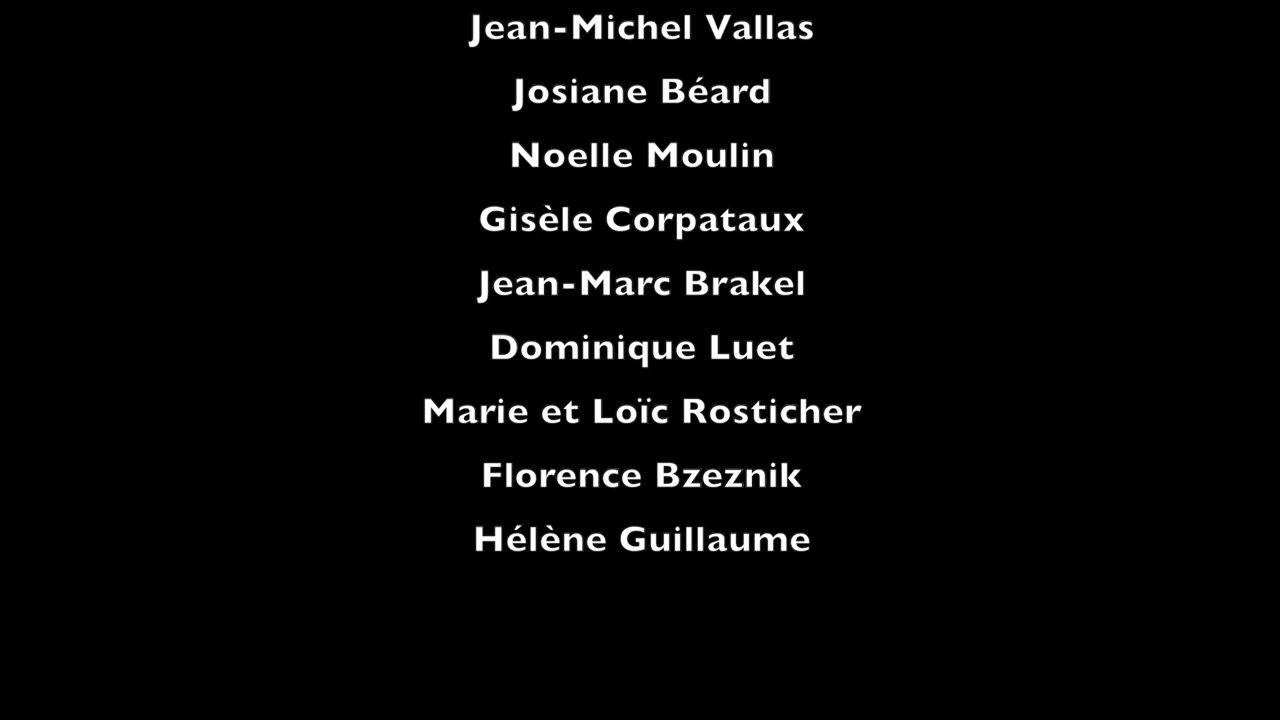 Jean-Michel Vallas
Josiane Béard
Noelle Moulin
Gisèle Corpataux
Jean-Marc Brakel
Dominique Luet
Marie et Loïc Rosticher
Florence Bzeznik
Hélène Guillaume